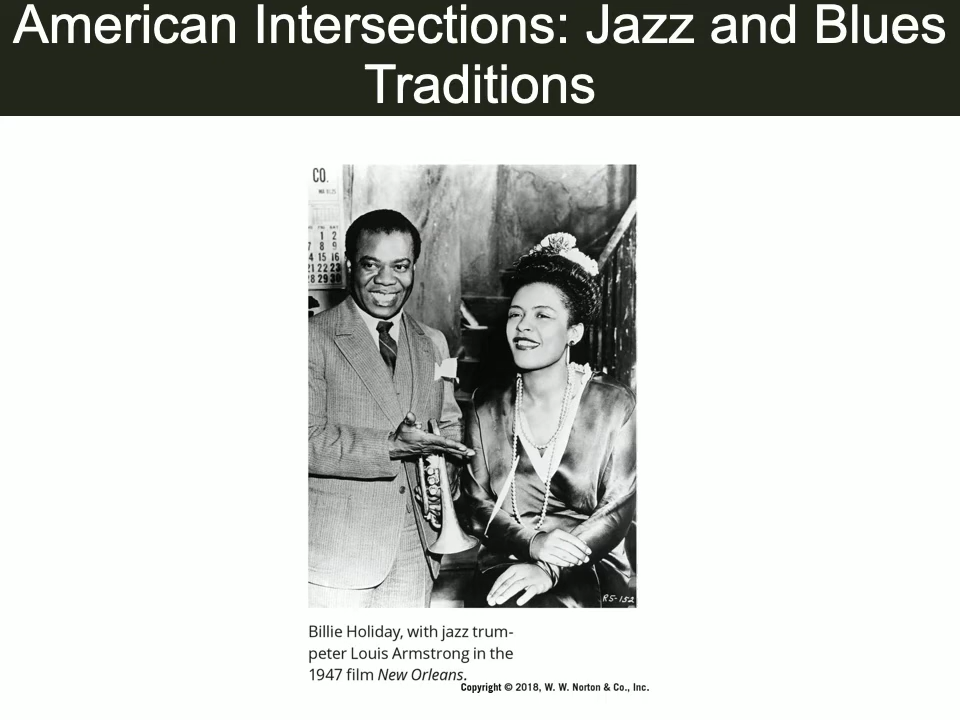 American Intersections: Jazz and Blues
Traditions
CO.
1 2
7 8 9
4 15 16
21 22 23
28 29 30
R5-152
Billie Holiday, with jazz trum-
peter Louis Armstrong in the
1947 film New Orleans.
Copyright © 2018, W. W. Norton & Co., Inc.